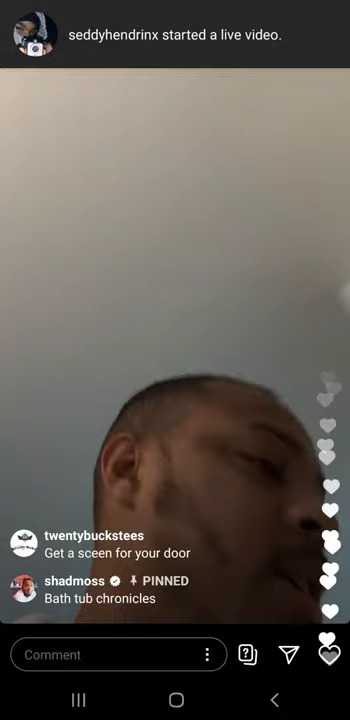 seddyhendrinx started a live video.
twentybuckstees
Get a sceen for your door
shadmoss PINNED
Bath tub chronicles
Comment